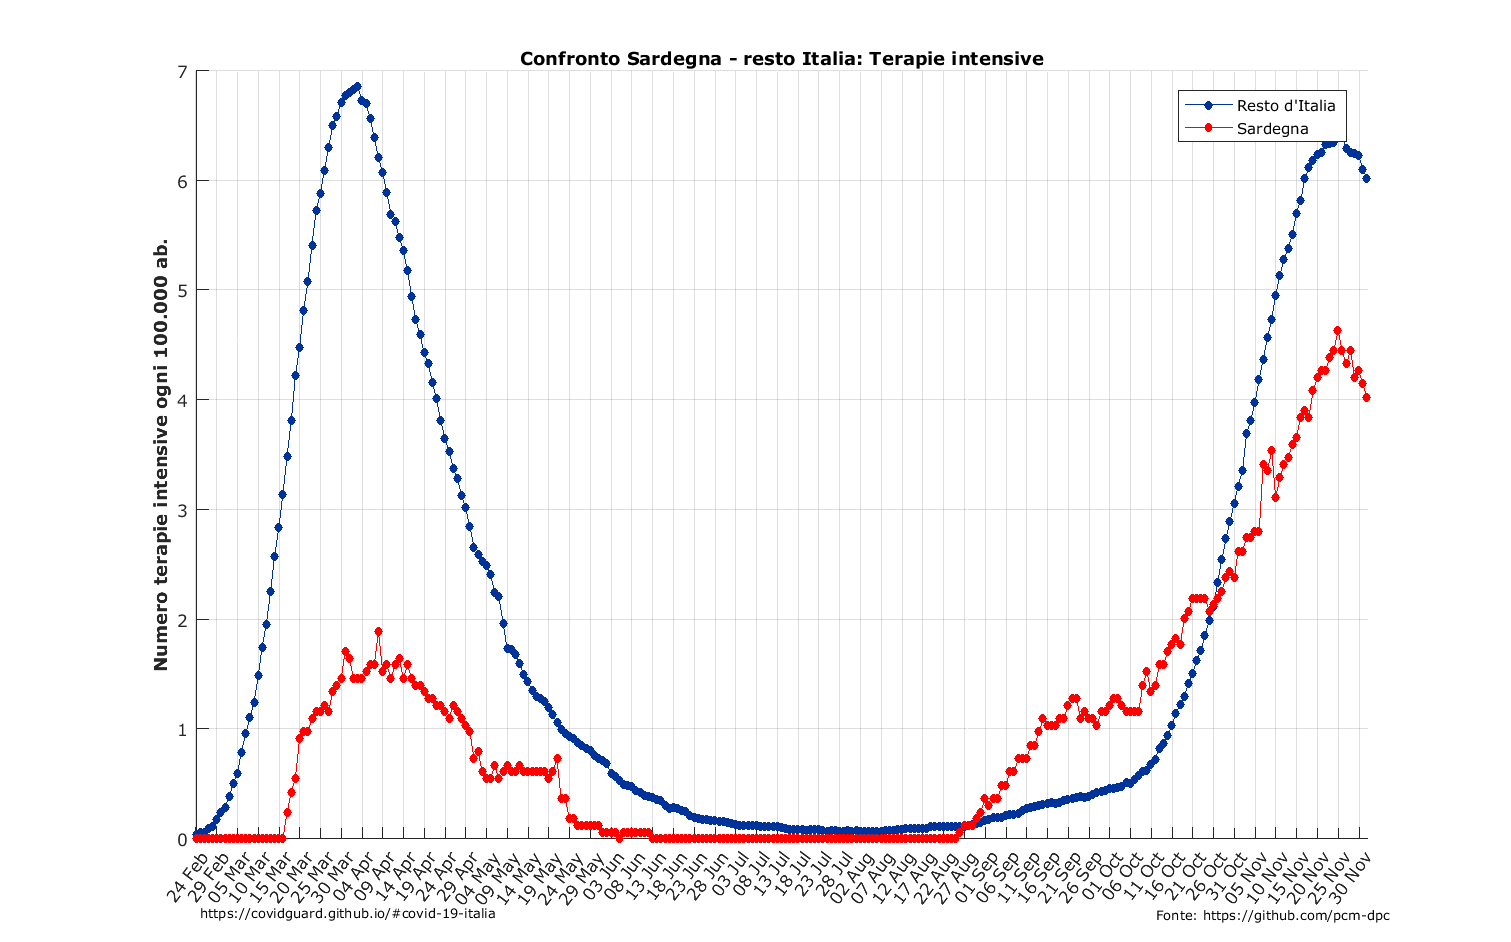 Confronto Sardegna - resto Italia: Terapie intensive
Resto d'Italia
Sardegna
Numero terapie intensive ogni 100.000 ab.
7
6
5
4
3
2
1
0
24 Feb
29 Feb
05 Mar
10 Mar
15 Mar
20 Mar
25 Mar
30 Mar
04 Apr
09 Apr
14 Apr
19 Apr
24 Apr
29 Apr
04 May
09 May
14 May
19 May
24 May
29 May
03 Jun
08 Jun
13 Jun
18 Jun
23 Jun
28 Jun
03 Jul
08 Jul
13 Jul
18 Jul
23 Jul
28 Jul
02 Aug
07 Aug
12 Aug
17 Aug
22 Aug
27 Aug
01 Sep
06 Sep
11 Sep
16 Sep
21 Sep
26 Sep
01 Oct
06 Oct
11 Oct
16 Oct
21 Oct
26 Oct
31 Oct
05 Nov
10 Nov
15 Nov
20 Nov
25 Nov
30 Nov
https://covidguard.github.io/#covid-19-italia
Fonte: https://github.com/pcm-dpc